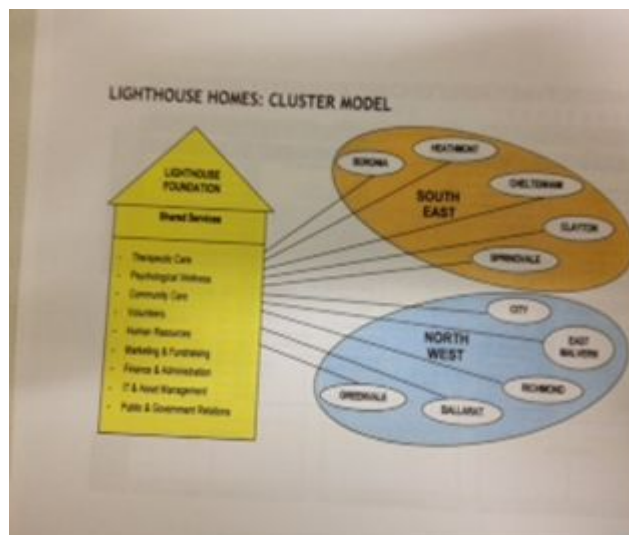 LIGHTHOUSE HOMES: CLUSTER MODEL
LIGHTHOUSE
FOUNDATION
Shared Services
- Therapeutic Care
- Psychological Wellness
- Community Care
- Volunteers
- Human Resources
- Marketing & Fundraising
- Finance & Administration
- IT & Asset Management
- Public & Government Relations
BORONIA
HEATHMONT
CHELTENHAM
SOUTH
EAST
CLAYTON
SPRINGVALE
CITY
NORTH
WEST
EAST
MALVERN
RICHMOND
GREENVALE
BALLARAT